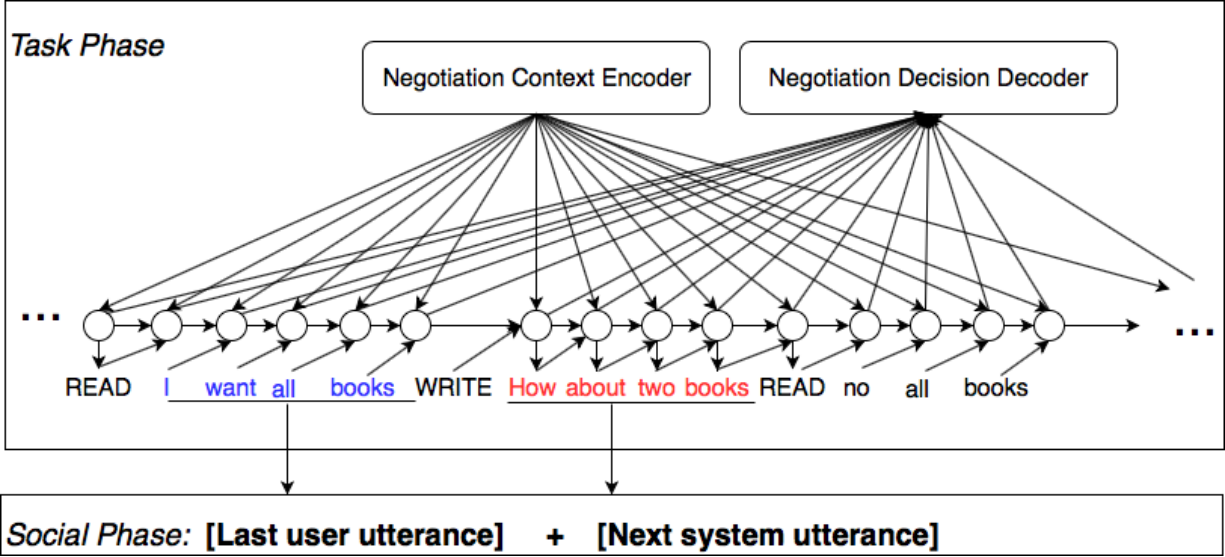 Task Phase
Negotiation Context Encoder
Negotiation Decision Decoder
...
...
READ I want all books WRITE How about two books READ no all books
Social Phase: [Last user utterance] + [Next system utterance]